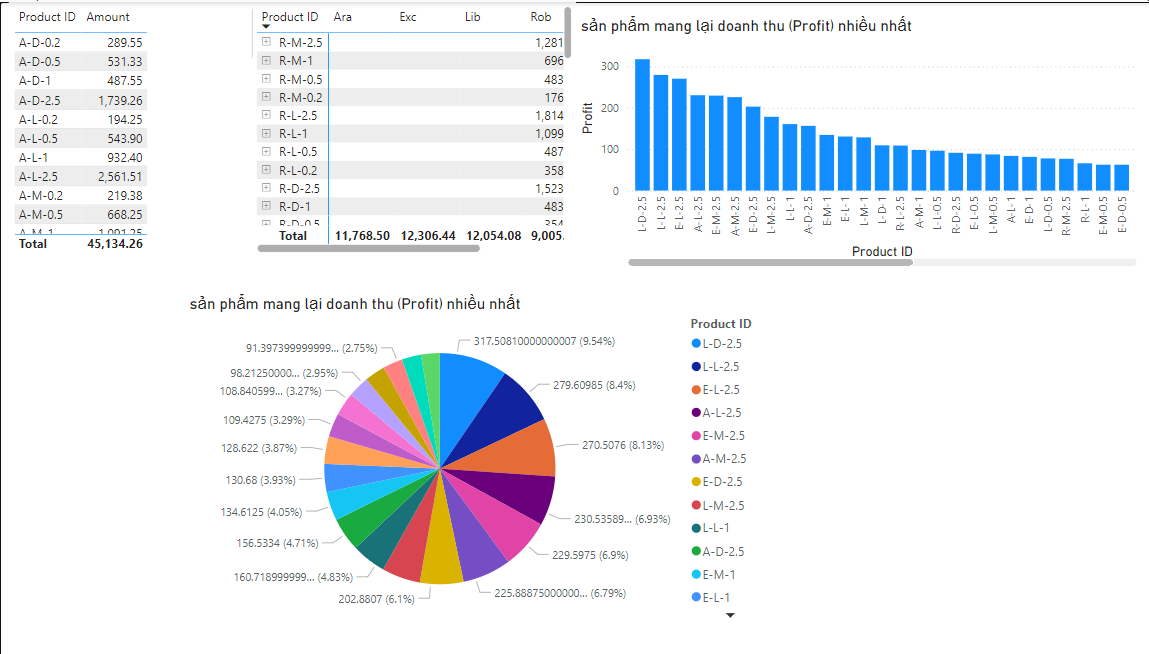 Product ID Amount
A-D-0.2 289.55
A-D-0.5 531.33
A-D-1 487.55
A-D-2.5 1,739.26
A-L-0.2 194.25
A-L-0.5 543.90
A-L-1 932.40
A-L-2.5 2,561.51
A-M-0.2 219.38
A-M-0.5 668.25
A-M-1 1,091.25
Total 45,134.26
Product ID Ara Exc Lib Rob
R-M-2.5 1,281
R-M-1 696
R-M-0.5 483
R-M-0.2 176
R-L-2.5 1,814
R-L-1 1,099
R-L-0.5 487
R-L-0.2 358
R-D-2.5 1,523
R-D-1 483
R-D-0.5 354
Total 11,768.50 12,306.44 12,054.08 9,005.
sản phẩm mang lại doanh thu (Profit) nhiều nhất
Profit
300
200
100
0
L-D-2.5
L-L-2.5
E-L-2.5
A-L-2.5
E-M-2.5
A-M-2.5
E-D-2.5
L-M-2.5
L-L-1
A-D-2.5
E-M-1
E-L-1
L-M-1
L-D-1
R-L-2.5
A-M-1
L-L-0.5
R-D-2.5
E-L-0.5
L-M-0.5
A-L-1
E-D-1
L-D-0.5
R-M-2.5
R-L-1
E-M-0.5
E-D-0.5
Product ID
sản phẩm mang lại doanh thu (Profit) nhiều nhất
317.50810000000007 (9.54%)
279.60985 (8.4%)
270.5076 (8.13%)
230.53589... (6.93%)
229.5975 (6.9%)
225.88875000000... (6.79%)
202.8807 (6.1%)
160.718999999... (4.83%)
156.5334 (4.71%)
134.6125 (4.05%)
130.68 (3.93%)
128.622 (3.87%)
109.4275 (3.29%)
108.840599... (3.27%)
98.21250000... (2.95%)
91.397399999999... (2.75%)
Product ID
L-D-2.5
L-L-2.5
E-L-2.5
A-L-2.5
E-M-2.5
A-M-2.5
E-D-2.5
L-M-2.5
L-L-1
A-D-2.5
E-M-1
E-L-1